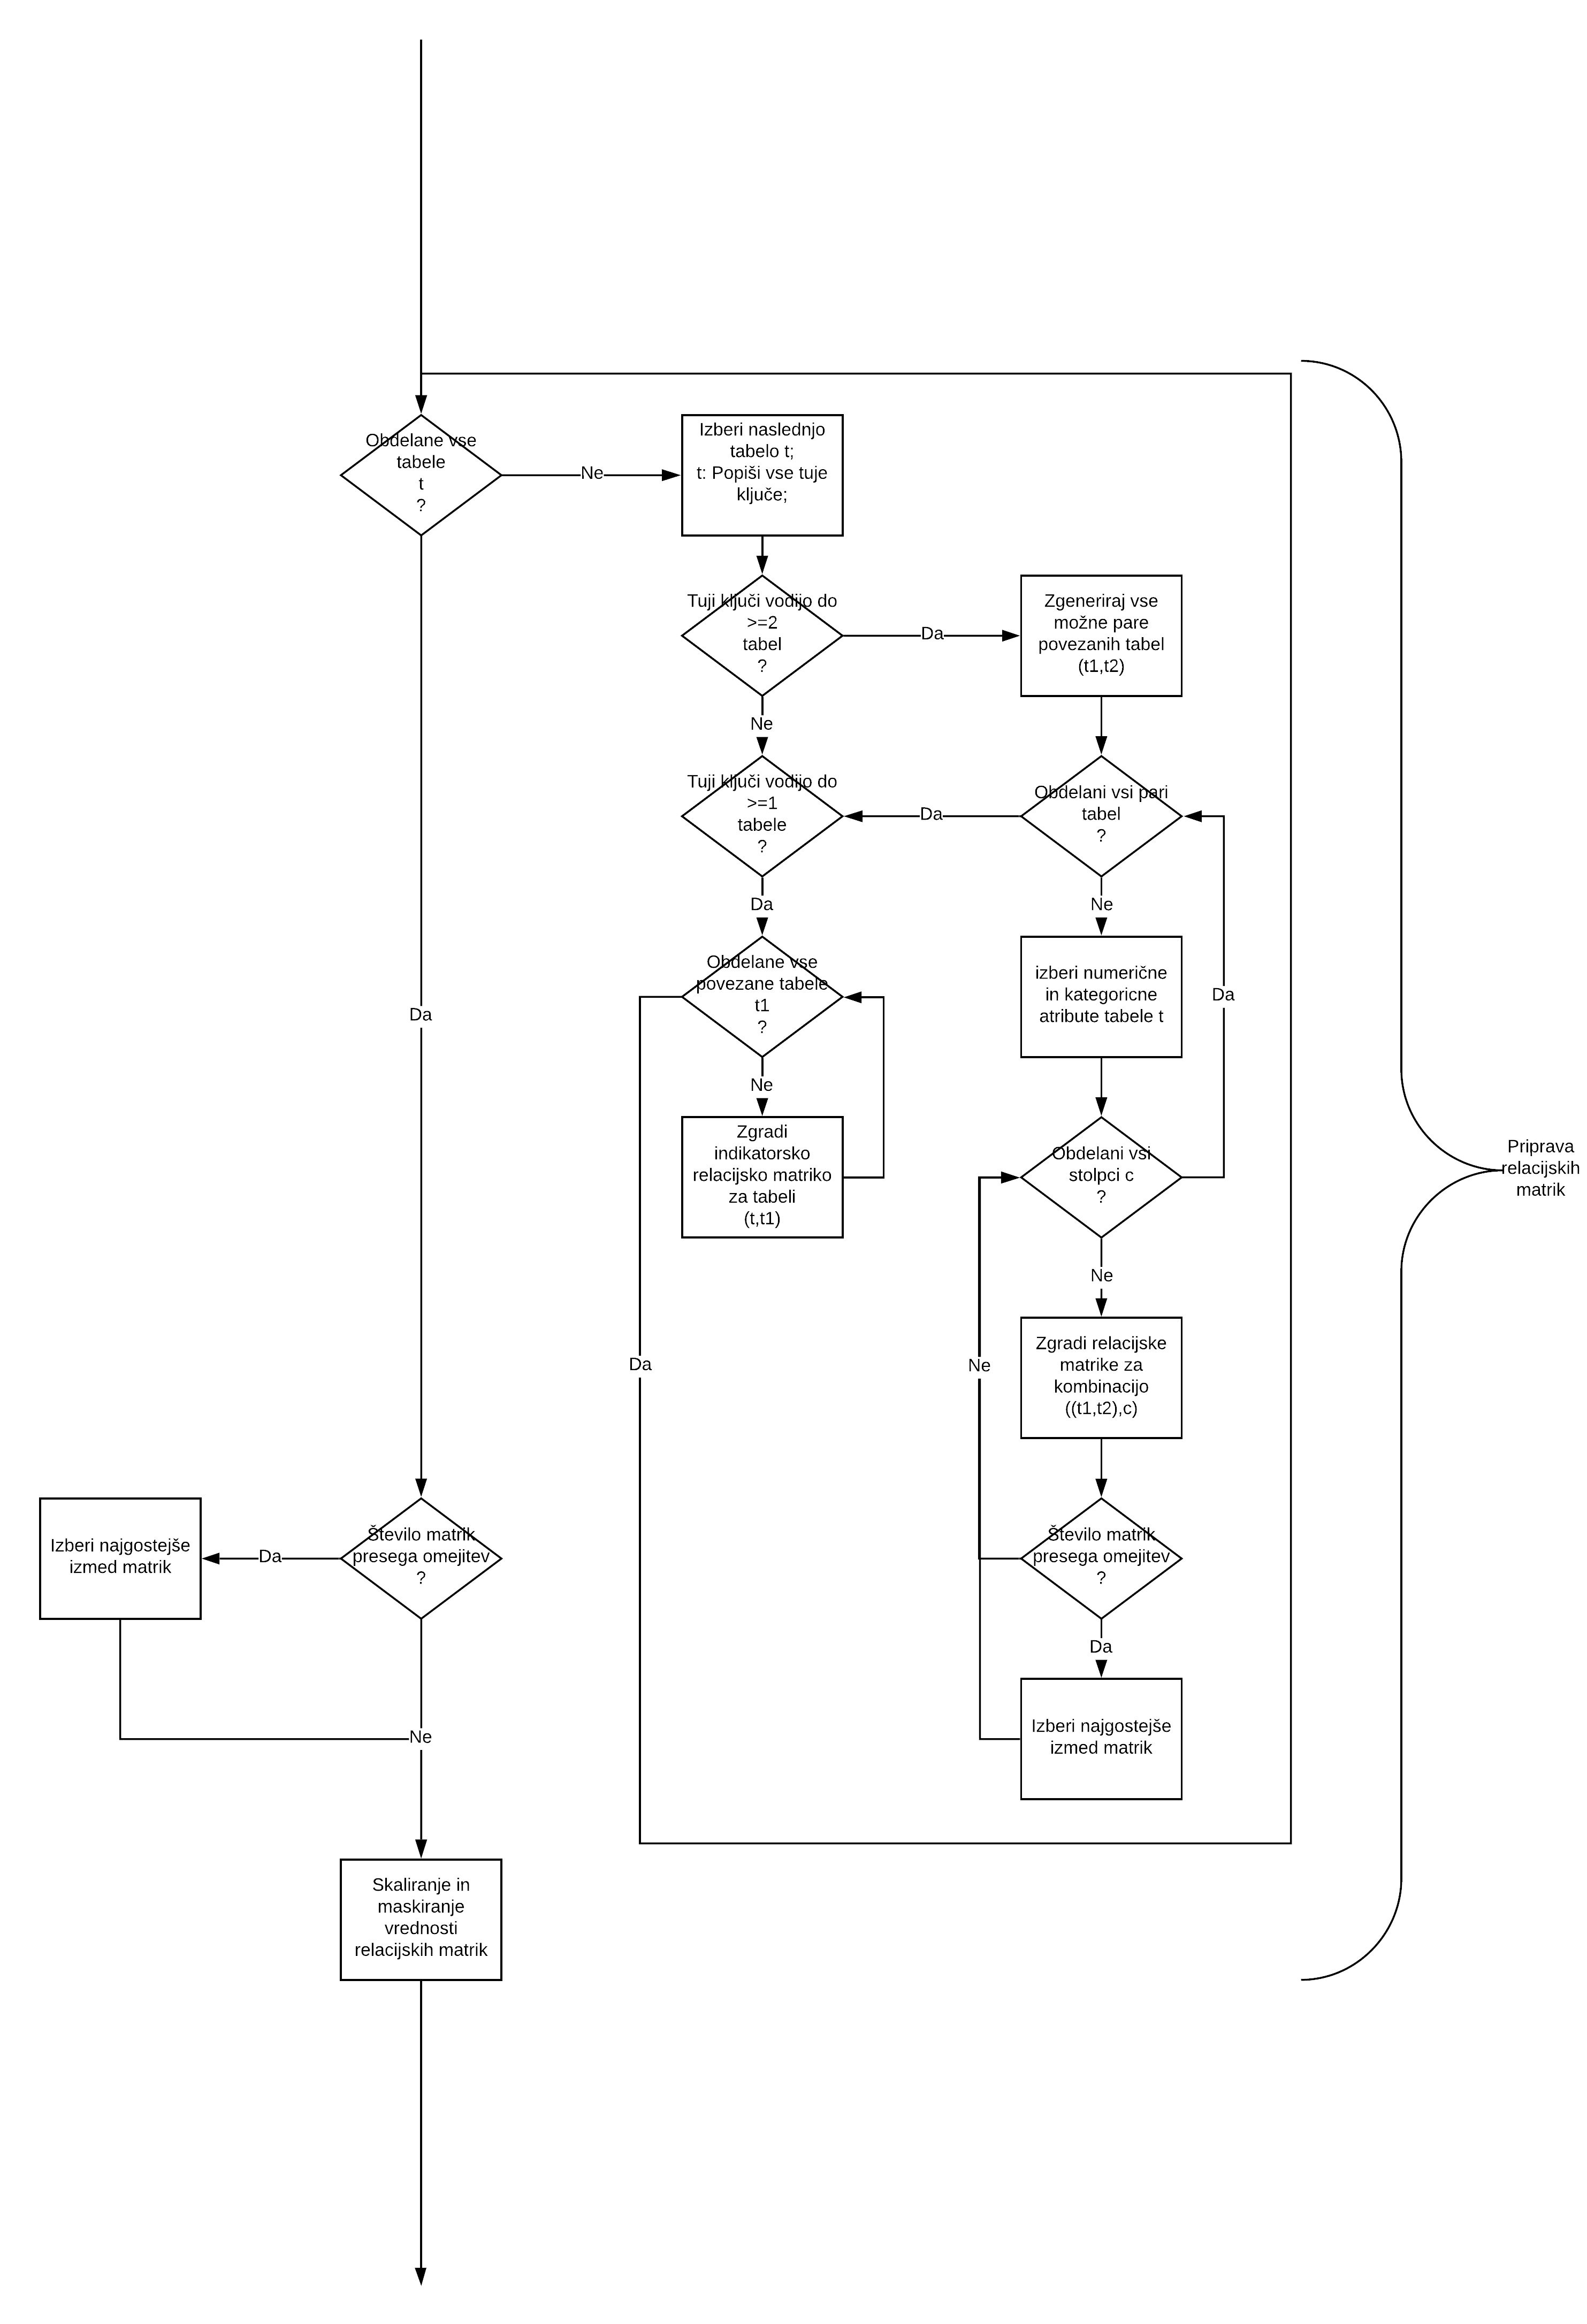 Obdelane vse
tabele
t
?
Ne
Izberi naslednjo
tabelo t;
t: Popiši vse tuje
ključe;
Tuji ključi vodijo do
>=2
tabel
?
Da
Zgeneriraj vse
možne pare
povezanih tabel
(t1,t2)
Ne
Tuji ključi vodijo do
>=1
tabele
?
Da
Obdelani vsi pari
tabel
?
Da
Ne
Obdelane vse
povezane tabele
t1
?
izberi numerične
in kategoricne
atribute tabele t
Da
Da
Ne
Zgradi
indikatorsko
relacijsko matriko
za tabeli
(t,t1)
Obdelani vsi
stolpci c
?
Priprava
relacijskih
matrik
Ne
Da
Ne
Zgradi relacijske
matrike za
kombinacijo
((t1,t2),c)
Izberi najgostejše
izmed matrik
Da
Število matrik
presega omejitev
?
Število matrik
presega omejitev
?
Da
Ne
Izberi najgostejše
izmed matrik
Skaliranje in
maskiranje
vrednosti
relacijskih matrik